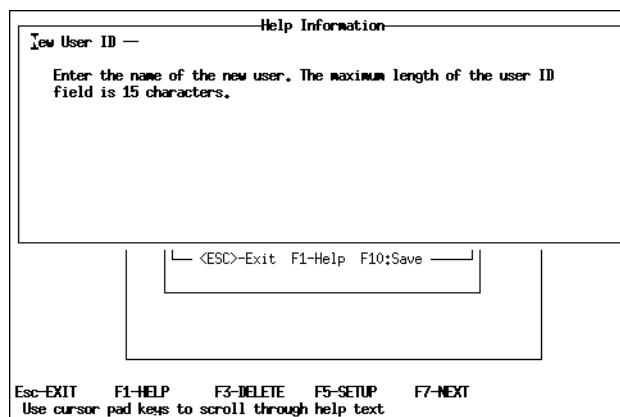 Help Information
New User ID —
Enter the name of the new user. The maximum length of the user ID
field is 15 characters.
<ESC>-Exit F1-Help F10:Save
Esc-EXIT F1-HELP F3-DELETE F5-SETUP F7-NEXT
Use cursor pad keys to scroll through help text